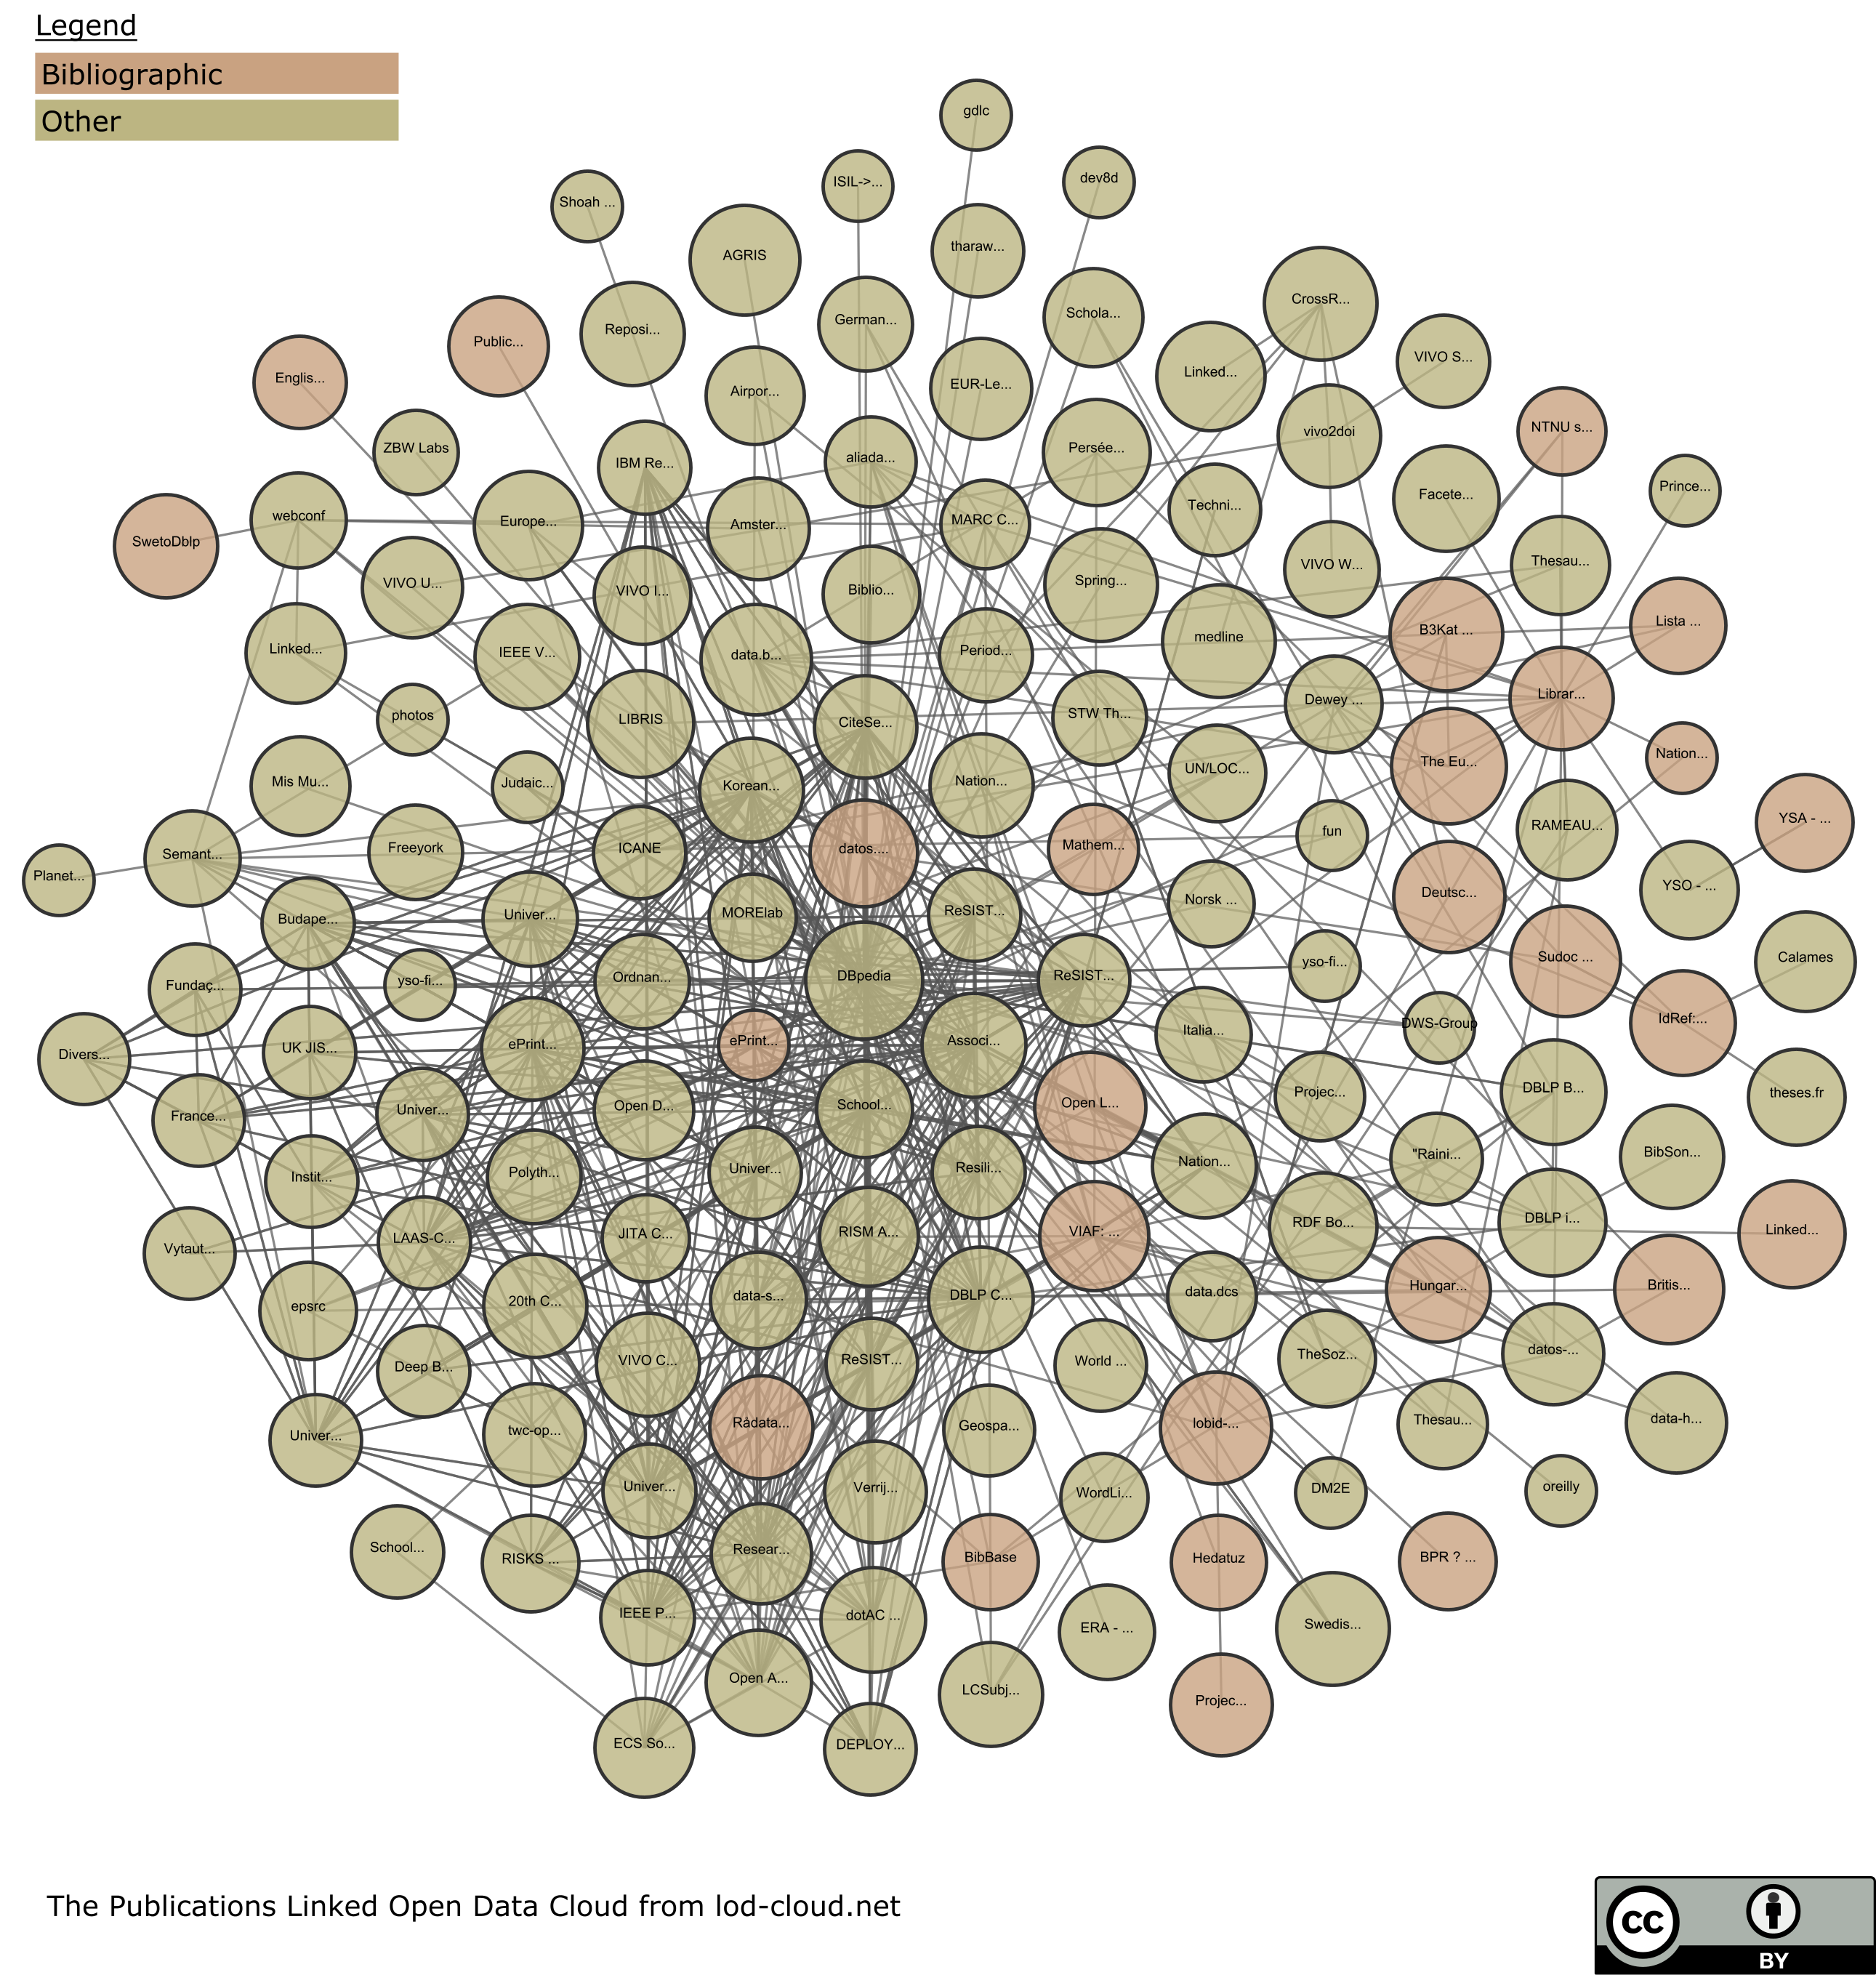 Legend
Bibliographic
Other
gdlc
ISIL->...
dev8d
Shoah ...
AGRIS
tharaw...
CrossR...
Schola...
German...
Reposi...
Public...
VIVO S...
Linked...
Englis...
EUR-Le...
Airpor...
NTNU s...
vivo2doi
ZBW Labs
Persée...
aliada...
IBM Re...
Prince...
Facete...
Techni...
webconf
Europe...
Amster...
MARC C...
SwetoDblp
Thesau...
VIVO W...
Spring...
VIVO U...
VIVO I...
Biblio...
Lista ...
B3Kat ...
medline
Linked...
IEEE V...
data.b...
Period...
Librar...
Dewey ...
photos
LIBRIS
CiteSe...
STW Th...
Nation...
The Eu...
UN/LOC...
Mis Mu...
Judaic...
Korean...
Nation...
YSA - ...
RAMEAU...
fun
Mathem...
datos....
ICANE
Freeyork
Semant...
Planet...
YSO - ...
Deutsc...
Norsk ...
ReSIST...
MORElab
Univer...
Budape...
Calames
Sudoc ...
yso-fi...
ReSIST...
DBpedia
Ordnan...
yso-fi...
Fundaç...
IdRef:...
DWS-Group
Italia...
Associ...
ePrint...
ePrint...
UK JIS...
Divers...
theses.fr
DBLP B...
Projec...
Open L...
School...
Open D...
Univer...
France...
BibSon...
"Raini...
Nation...
Resili...
Univer...
Polyth...
Instit...
Linked...
DBLP i...
RDF Bo...
VIAF: ...
RISM A...
JITA C...
LAAS-C...
Vytaut...
Britis...
Hungar...
data.dcs
DBLP C...
data-s...
20th C...
epsrc
datos-...
TheSoz...
World ...
ReSIST...
VIVO C...
Deep B...
data-h...
Thesau...
lobid-...
Geospa...
Rádata...
twc-op...
Univer...
oreilly
DM2E
WordLi...
Verrij...
Univer...
School...
RISKS ...
Resear...
BibBase
Hedatuz
BPR ? ...
IEEE P...
dotAC ...
ERA - ...
Swedis...
Open A...
LCSubj...
Projec...
ECS So...
DEPLOY...
The Publications Linked Open Data Cloud from lod-cloud.net
cc
BY